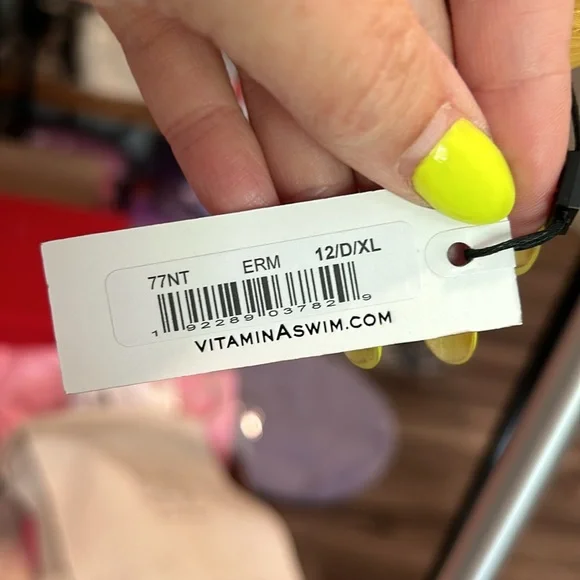 77NT ERM 12/D/XL
1 92289 03782 9
VITAMINASWIM.COM